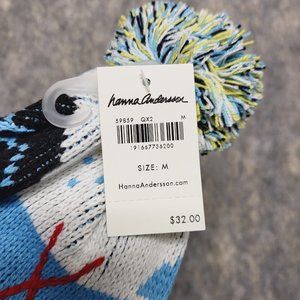 hanna Andersson
59859 QX2 M
191667736200
SIZE: M
HannaAndersson.com
$32.00